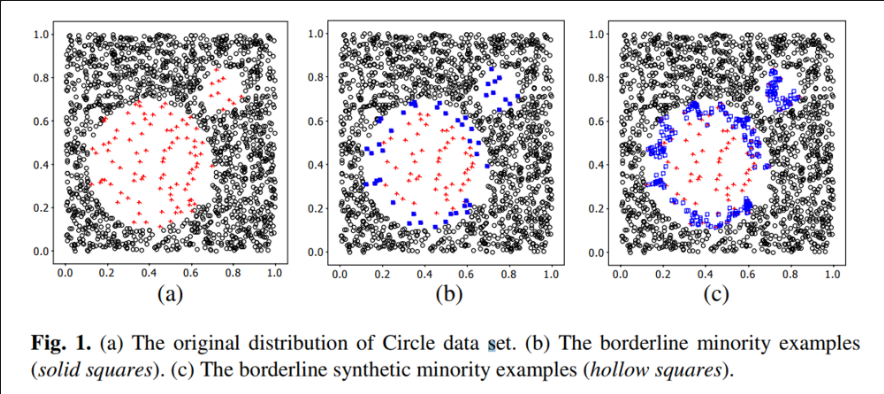 1.0
0.8
0.6
0.4
0.2
0.0
0.0 0.2 0.4 0.6 0.8 1.0
(a)
1.0
0.8
0.6
0.4
0.2
0.0
0.0 0.2 0.4 0.6 0.8 1.0
(b)
1.0
0.8
0.6
0.4
0.2
0.0
0.0 0.2 0.4 0.6 0.8 1.0
(c)
Fig. 1. (a) The original distribution of Circle data set. (b) The borderline minority examples
(solid squares). (c) The borderline synthetic minority examples (hollow squares).